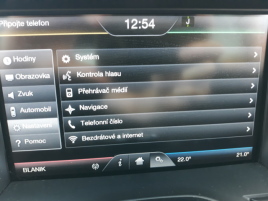 Připojte telefon
12:54
Hodiny
Obrazovka
Zvuk
Automobil
Nastavení
Pomoc
Systém
Kontrola hlasu
Přehrávač médií
Navigace
Telefonní číslo
Bezdrátové a internet
BLANIK
22.0°
21.0°